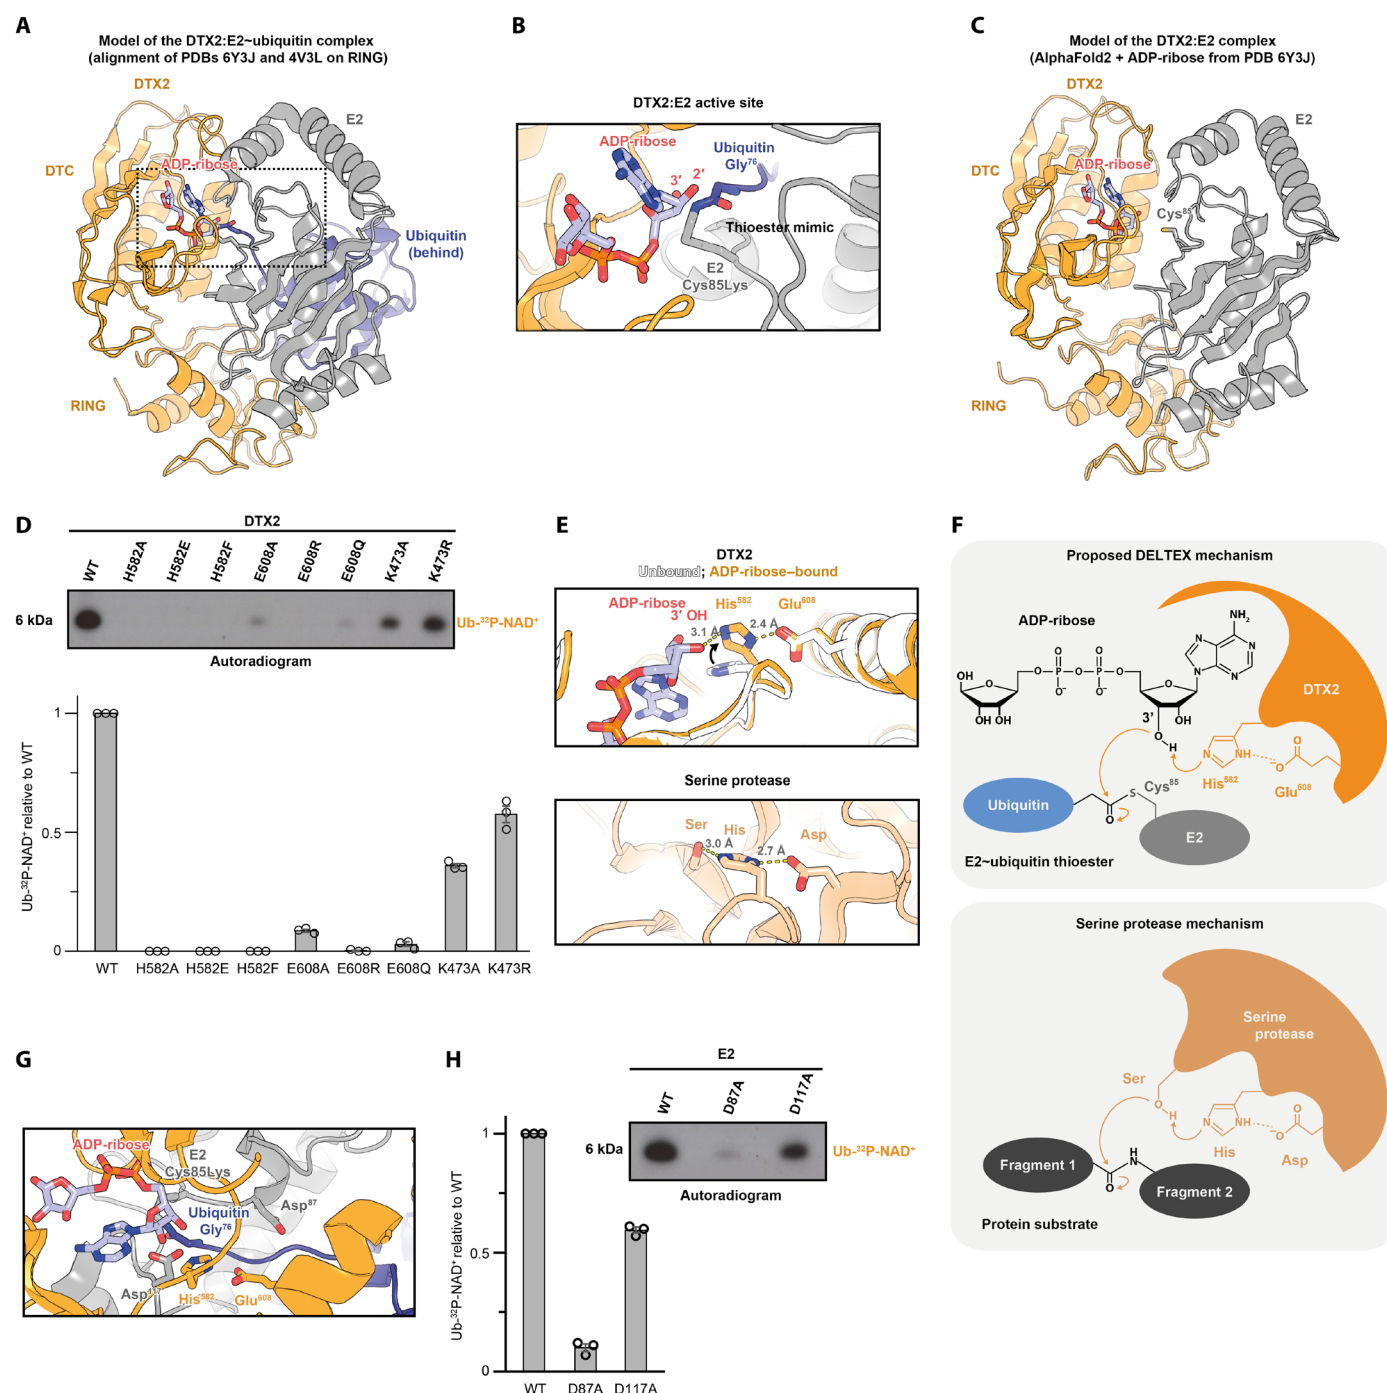 A
Model of the DTX2:E2~ubiquitin complex
(alignment of PDBs 6Y3J and 4V3L on RING)
DTX2
E2
DTC
ADP-ribose
Ubiquitin
(behind)
RING
B
DTX2:E2 active site
ADP-ribose
Ubiquitin
Gly76
3′ 2′
Thioester mimic
E2
Cys85Lys
C
Model of the DTX2:E2 complex
(AlphaFold2 + ADP-ribose from PDB 6Y3J)
DTX2
E2
DTC
ADP-ribose
Cys85
RING
D
DTX2
WT H582A H582E H582F E608A E608R E608Q K473A K473R
6 kDa
Ub-32P-NAD+
Autoradiogram
Ub-32P-NAD+ relative to WT
1
0.5
0
WT H582A H582E H582F E608A E608R E608Q K473A K473R
E
DTX2
Unbound; ADP-ribose–bound
ADP-ribose His582 Glu608
3′ OH
3.1 Å 2.4 Å
Serine protease
Ser His Asp
3.0 Å 2.7 Å
F
Proposed DELTEX mechanism
ADP-ribose
NH2
N N
N N
OH O O O O O P P O O− O−
OH OH
3′ OH
O H
DTX2
N NH
O −O
His582 Glu608
Ubiquitin
O
S
Cys85
E2
E2~ubiquitin thioester
Serine protease mechanism
Serine
protease
Ser
O H
N NH
O −O
His Asp
Fragment 1
O
H
N
Fragment 2
Protein substrate
G
ADP-ribose
E2
Cys85Lys
Asp87
Ubiquitin
Gly76
Asp117
His582 Glu608
H
E2
WT D87A D117A
6 kDa
Ub-32P-NAD+
Autoradiogram
Ub-32P-NAD+ relative to WT
1
0.5
0
WT D87A D117A